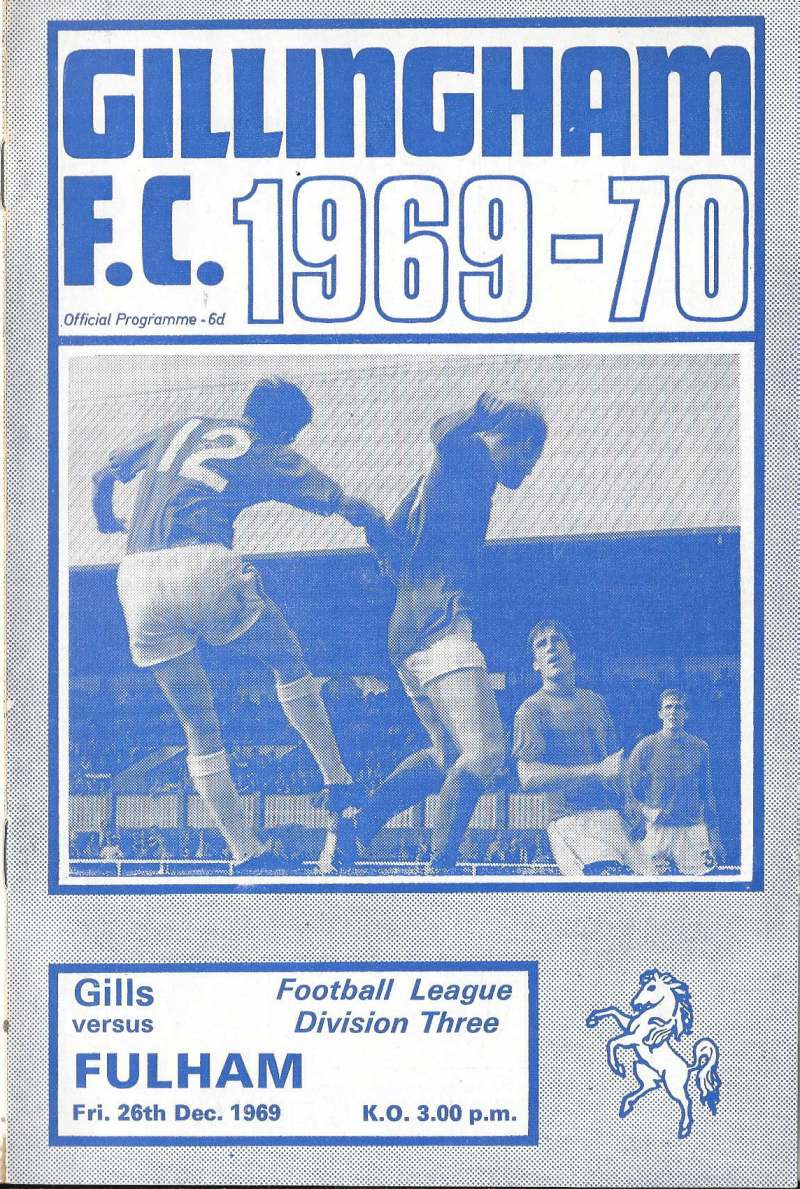 GILLINGHAM
F.C. 1969-70
Official Programme - 6d
12
3
Gills
versus
Football League
Division Three
FULHAM
Fri. 26th Dec. 1969
K.O. 3.00 p.m.